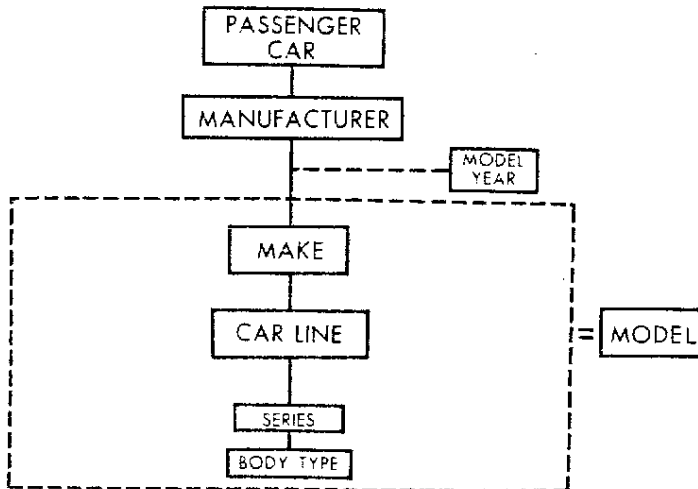 PASSENGER
CAR
MANUFACTURER
MODEL
YEAR
MAKE
CAR LINE
= MODEL
SERIES
BODY TYPE